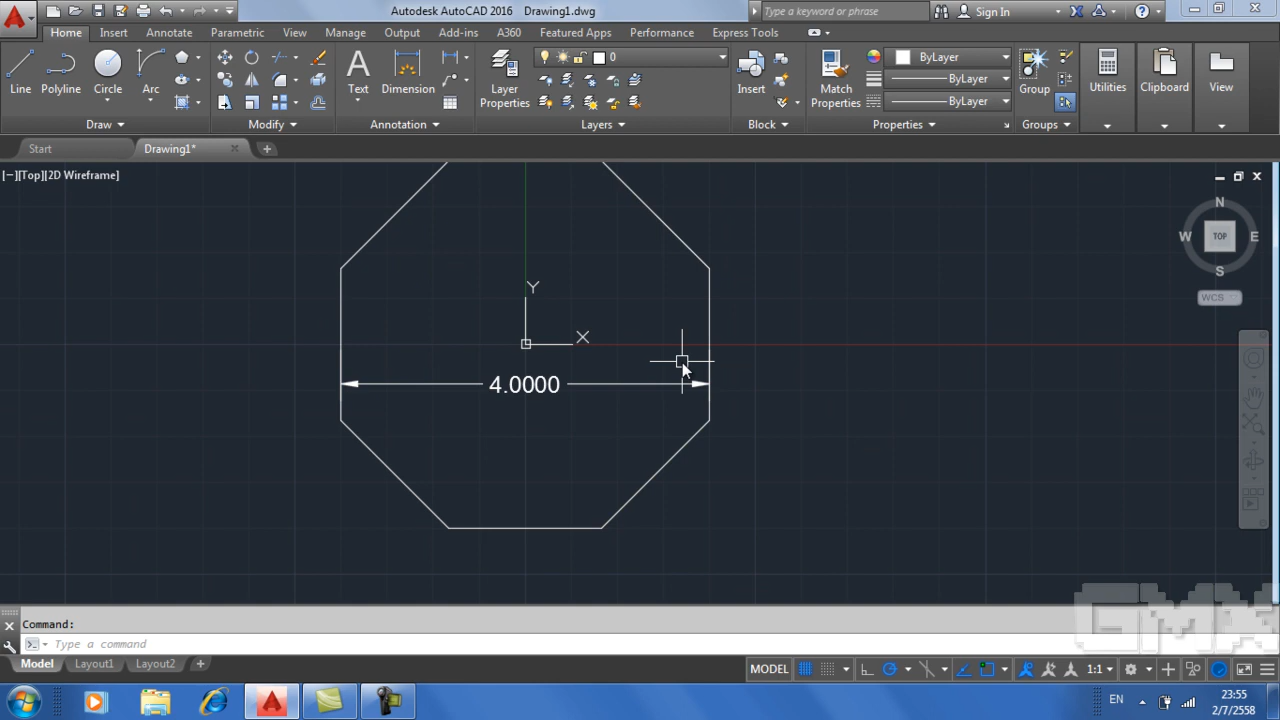 Autodesk AutoCAD 2016 Drawing1.dwg
Type a keyword or phrase
Sign In
Home Insert Annotate Parametric View Manage Output Add-ins A360 Featured Apps Performance Express Tools
0
ByLayer
ByLayer
ByLayer
Line Polyline Circle Arc
Text Dimension
Layer Properties
Insert
Match Properties
Group
Utilities
Clipboard
View
Draw Modify Annotation Layers Block Properties Groups
Start Drawing1*
[−][Top][2D Wireframe]
N
W TOP E
S
WCS
Y
X
4.0000
GMX
Command:
Type a command
Model Layout1 Layout2
MODEL 1:1
EN
23:55
2/7/2558